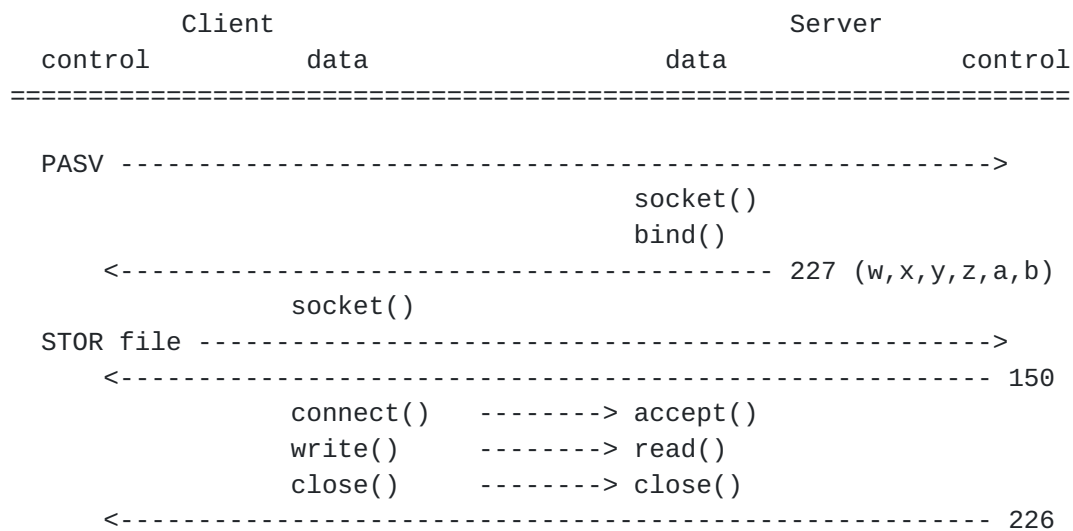 Client Server
control data data control
======================================================================
PASV -------------------------------------------------------->
socket()
bind()
<------------------------------------------ 227 (w,x,y,z,a,b)
socket()
STOR file --------------------------------------------------->
<-------------------------------------------------------- 150
connect() --------> accept()
write() --------> read()
close() --------> close()
<-------------------------------------------------------- 226